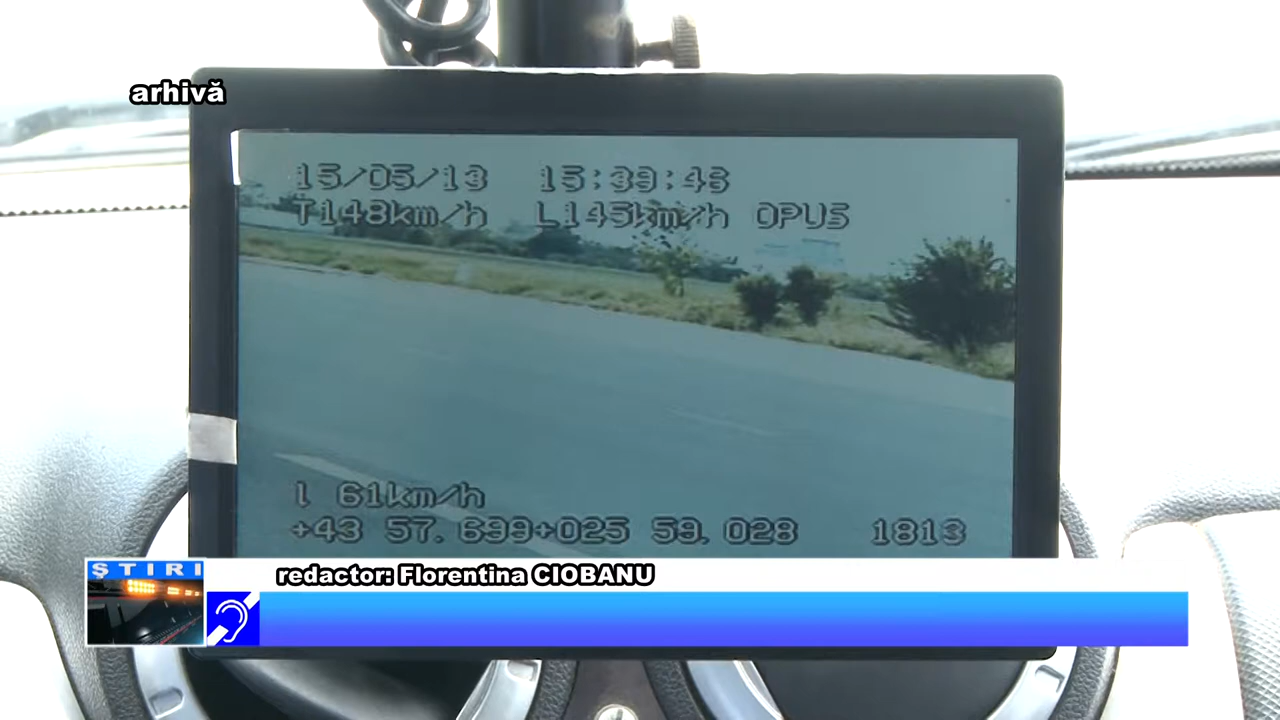 arhivă
15/05/13 15:39:46
T148km/h L145km/h OPUS
l 61km/h
+43 57.699+025 59.028 1813
redactor: Florentina CIOBANU
ȘTIRI